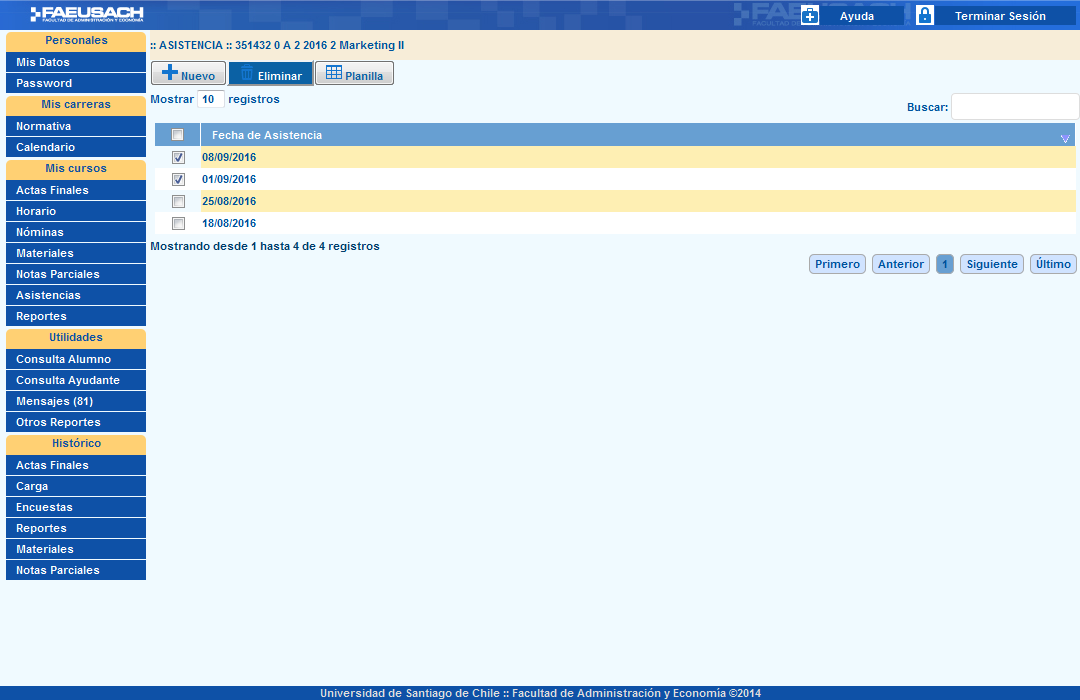 FAEUSACH
FACULTAD DE ADMINISTRACIÓN Y ECONOMÍA
Ayuda
Terminar Sesión
Personales
Mis Datos
Password
Mis carreras
Normativa
Calendario
Mis cursos
Actas Finales
Horario
Nóminas
Materiales
Notas Parciales
Asistencias
Reportes
Utilidades
Consulta Alumno
Consulta Ayudante
Mensajes (81)
Otros Reportes
Histórico
Actas Finales
Carga
Encuestas
Reportes
Materiales
Notas Parciales
:: ASISTENCIA :: 351432 0 A 2 2016 2 Marketing II
Nuevo Eliminar Planilla
Mostrar 10 registros
Buscar:
Fecha de Asistencia
08/09/2016
01/09/2016
25/08/2016
18/08/2016
Mostrando desde 1 hasta 4 de 4 registros
Primero Anterior 1 Siguiente Último
Universidad de Santiago de Chile :: Facultad de Administración y Economía ©2014